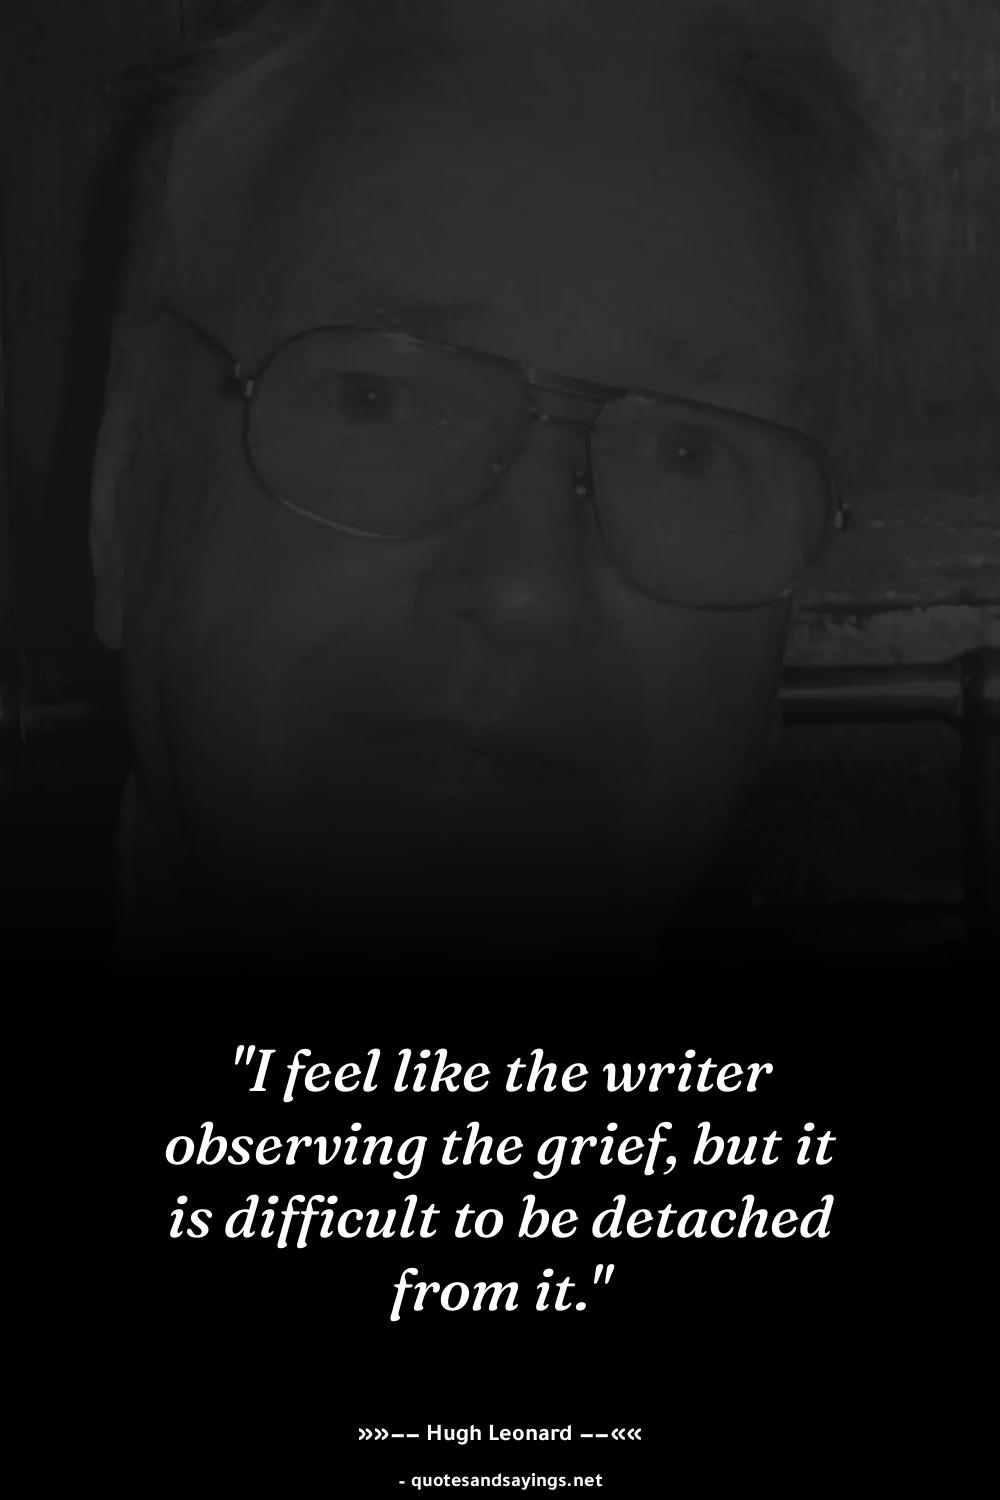 "I feel like the writer
observing the grief, but it
is difficult to be detached
from it."
»»–– Hugh Leonard ––««
- quotesandsayings.net